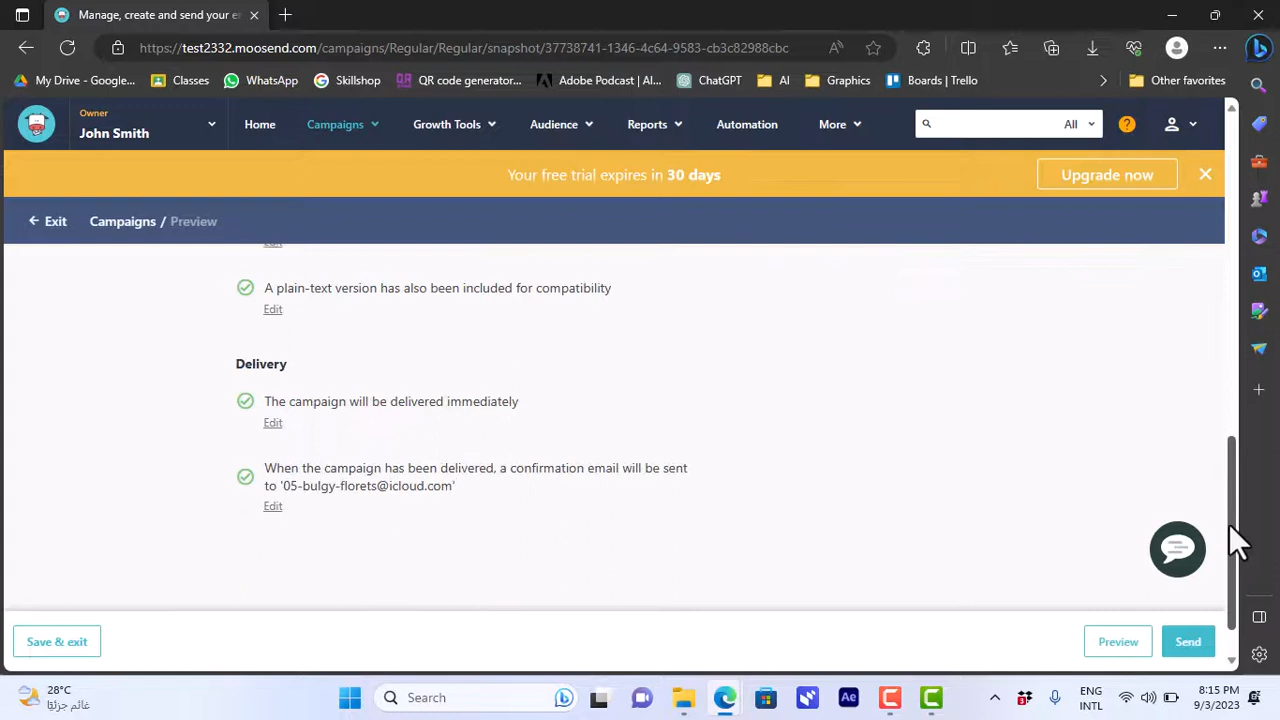 Manage, create and send your e
https://test2332.moosend.com/campaigns/Regular/Regular/snapshot/37738741-1346-4c64-9583-cb3c82988cbc
My Drive - Google... Classes WhatsApp Skillshop QR code generator... Adobe Podcast | AI... ChatGPT AI Graphics Boards | Trello Other favorites
Owner
John Smith
Home Campaigns Growth Tools Audience Reports Automation More All
Your free trial expires in 30 days Upgrade now
Exit Campaigns / Preview
Edit
A plain-text version has also been included for compatibility
Edit
Delivery
The campaign will be delivered immediately
Edit
When the campaign has been delivered, a confirmation email will be sent
to '05-bulgy-florets@icloud.com'
Edit
Save & exit Preview Send
28°C
غائم جزئيًا
Search
Ae
ENG
INTL
8:15 PM
9/3/2023